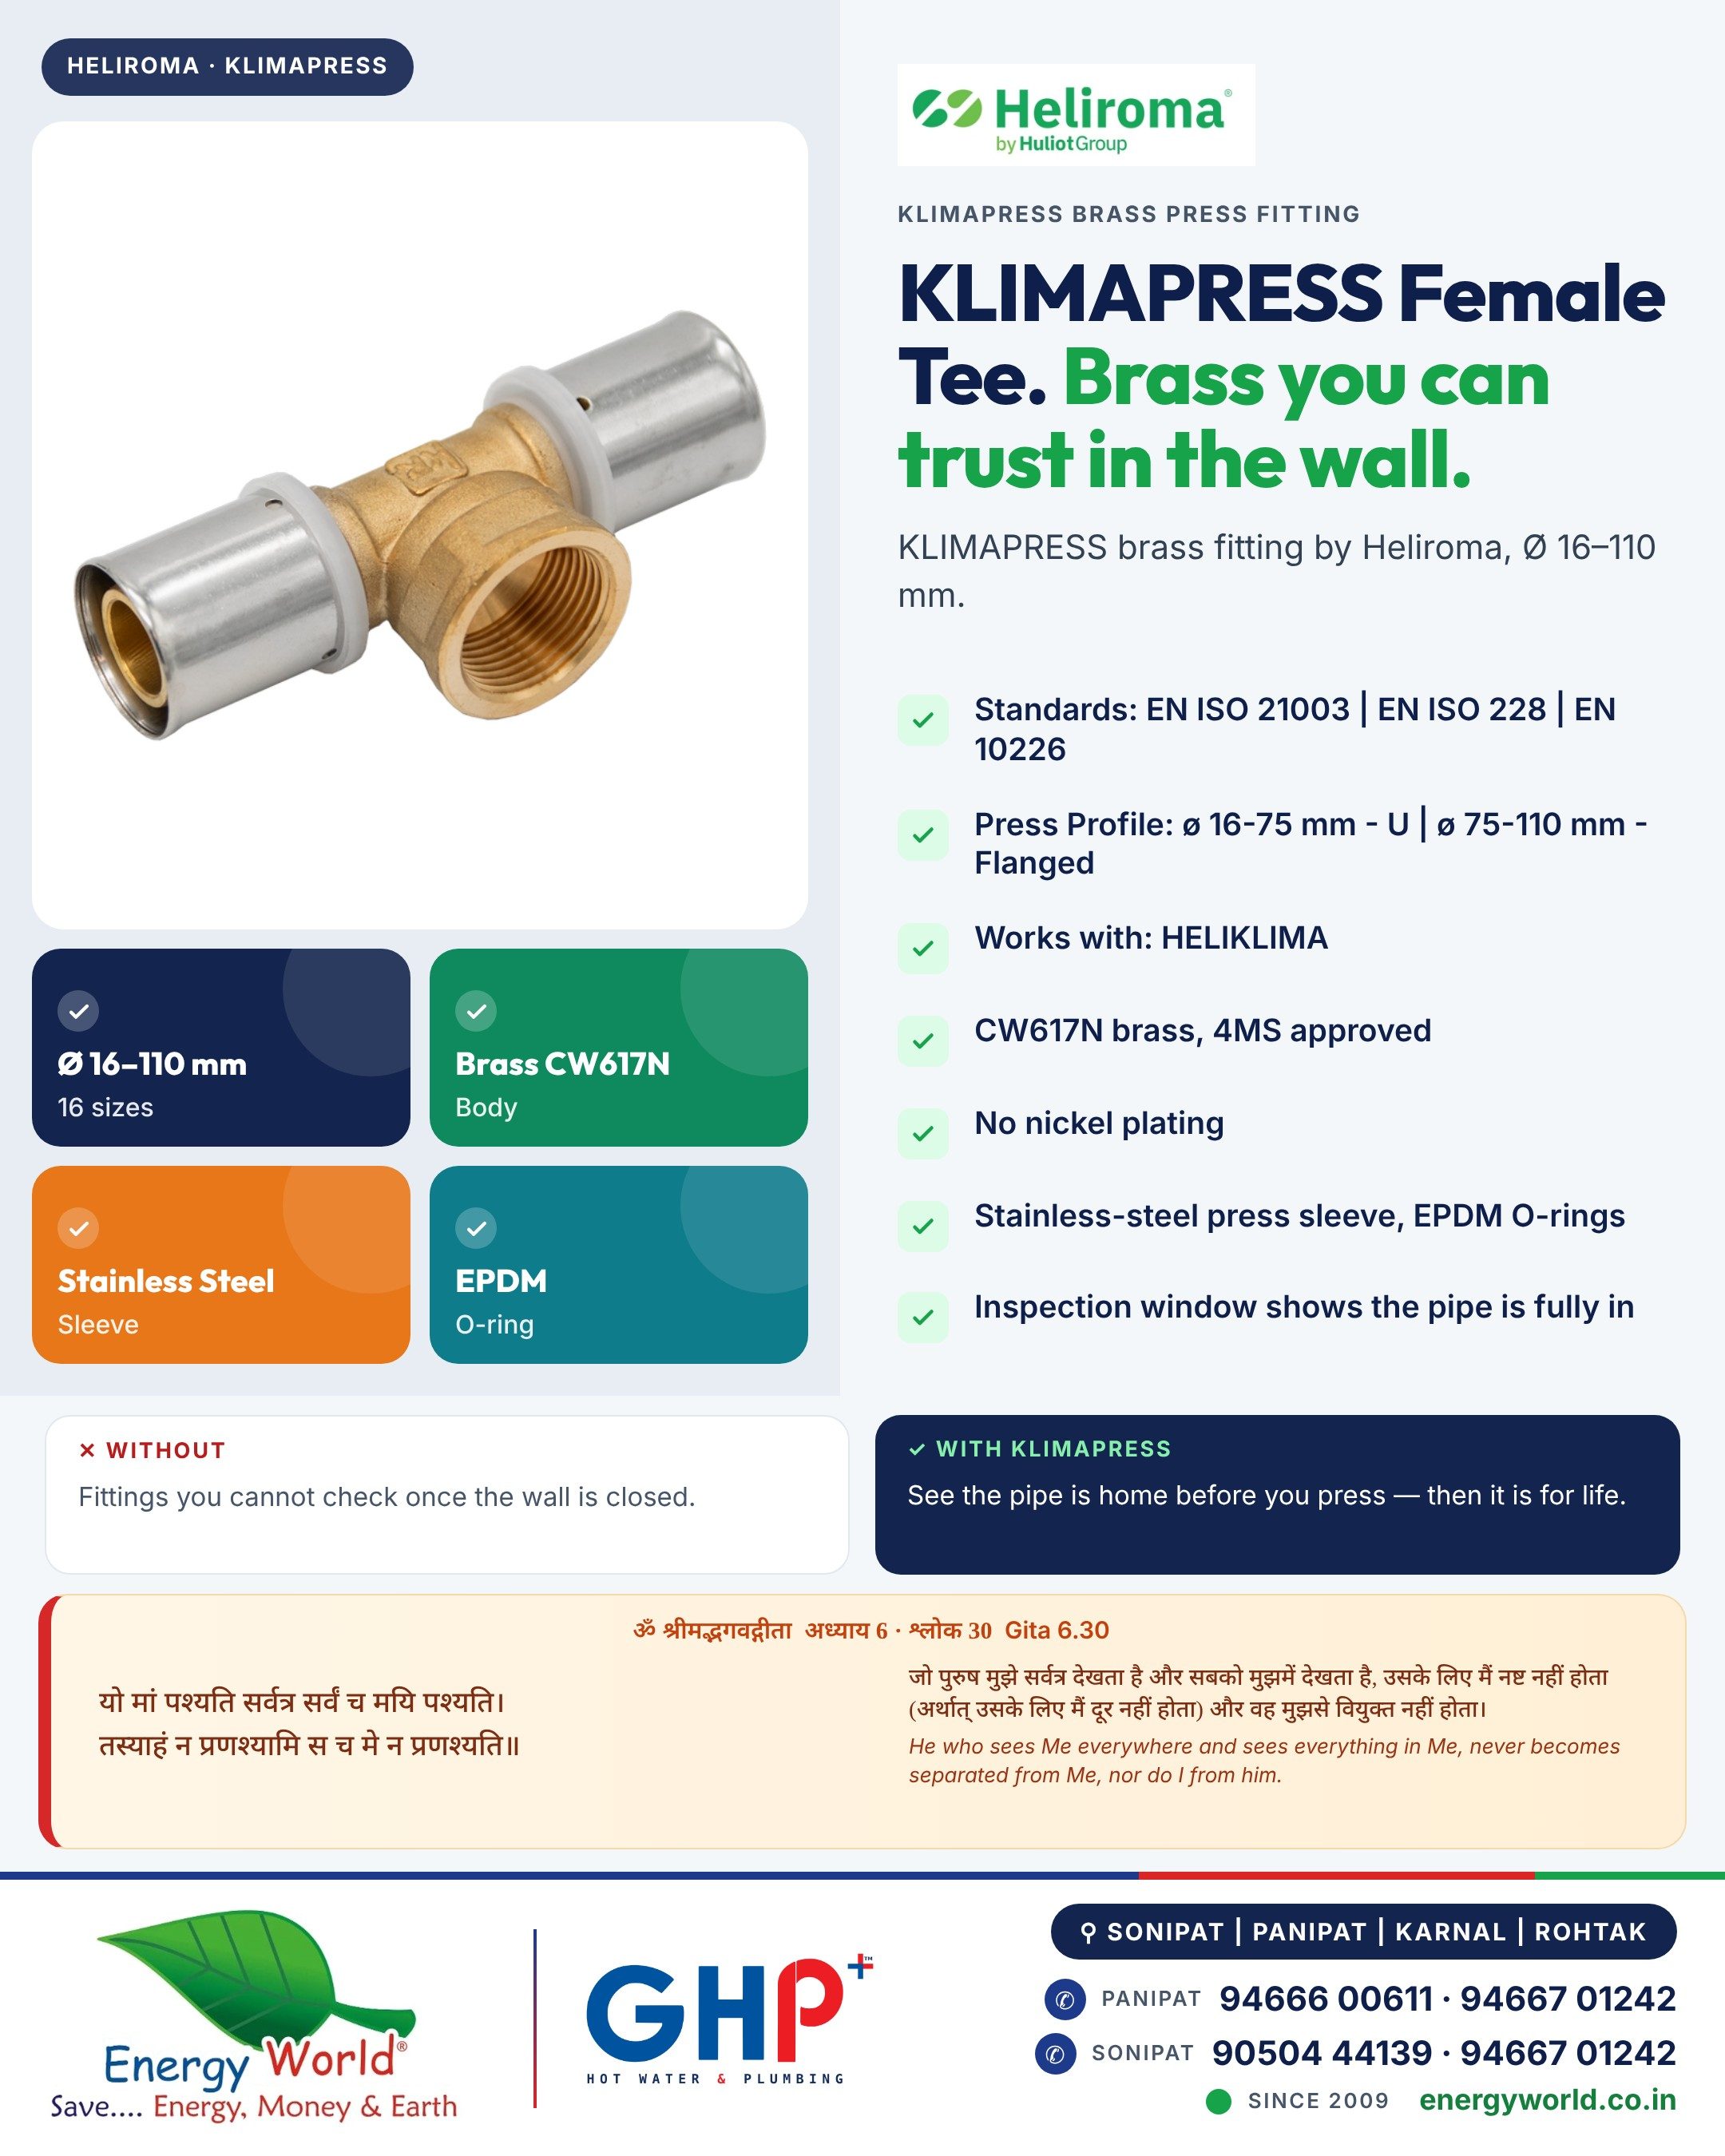 HELIROMA · KLIMAPRESS
Heliroma®
by Huliot Group
KLIMAPRESS BRASS PRESS FITTING
KLIMAPRESS Female
Tee. Brass you can
trust in the wall.
KLIMAPRESS brass fitting by Heliroma, Ø 16–110
mm.
Standards: EN ISO 21003 | EN ISO 228 | EN
10226
Press Profile: ø 16-75 mm - U | ø 75-110 mm -
Flanged
Works with: HELIKLIMA
CW617N brass, 4MS approved
No nickel plating
Stainless-steel press sleeve, EPDM O-rings
Inspection window shows the pipe is fully in
Ø 16–110 mm
16 sizes
Brass CW617N
Body
Stainless Steel
Sleeve
EPDM
O-ring
✕ WITHOUT
Fittings you cannot check once the wall is closed.
✓ WITH KLIMAPRESS
See the pipe is home before you press — then it is for life.
ॐ श्रीमद्भगवद्गीता अध्याय 6 · श्लोक 30 Gita 6.30
यो मां पश्यति सर्वत्र सर्वं च मयि पश्यति।
तस्याहं न प्रणश्यामि स च मे न प्रणश्यति॥
जो पुरुष मुझे सर्वत्र देखता है और सबको मुझमें देखता है, उसके लिए मैं नष्ट नहीं होता
(अर्थात् उसके लिए मैं दूर नहीं होता) और वह मुझसे वियुक्त नहीं होता।
He who sees Me everywhere and sees everything in Me, never becomes
separated from Me, nor do I from him.
Energy World®
Save.... Energy, Money & Earth
GHP+™
HOT WATER & PLUMBING
SONIPAT | PANIPAT | KARNAL | ROHTAK
PANIPAT 94666 00611 · 94667 01242
SONIPAT 90504 44139 · 94667 01242
SINCE 2009 energyworld.co.in